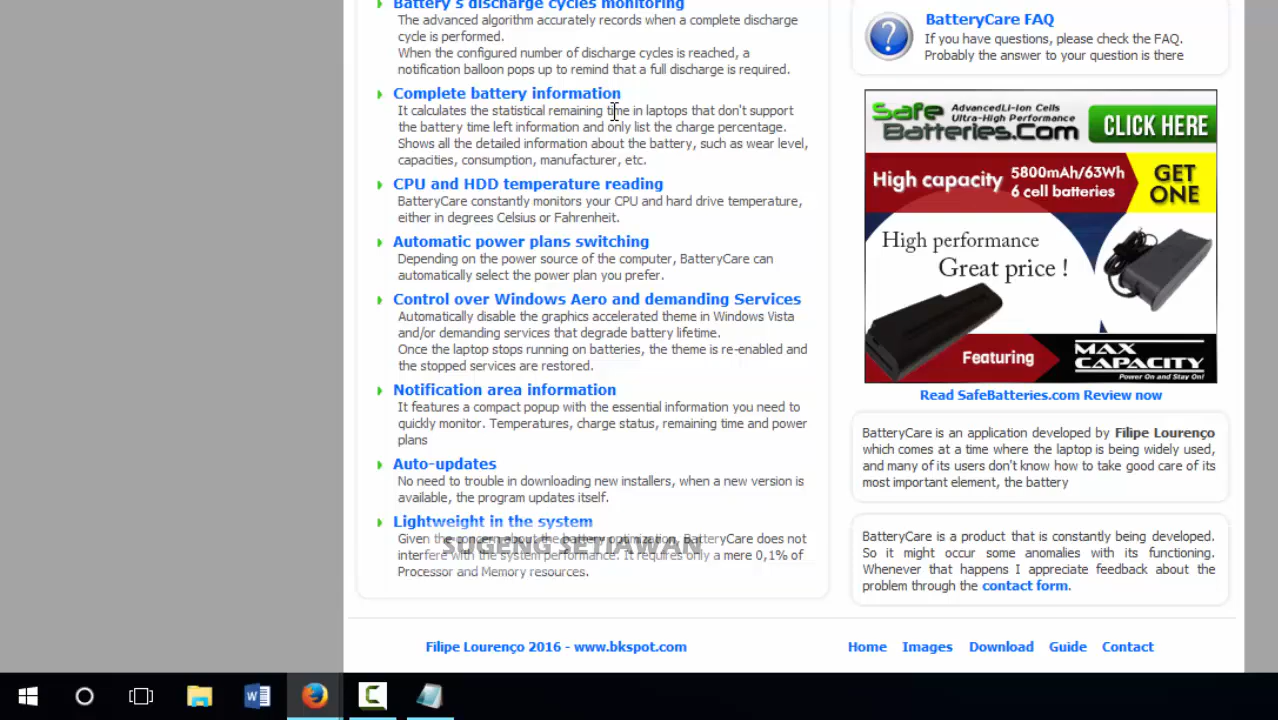 Battery's discharge cycles monitoring
The advanced algorithm accurately records when a complete discharge
cycle is performed.
When the configured number of discharge cycles is reached, a
notification balloon pops up to remind that a full discharge is required.
Complete battery information
It calculates the statistical remaining time in laptops that don't support
the battery time left information and only list the charge percentage.
Shows all the detailed information about the battery, such as wear level,
capacities, consumption, manufacturer, etc.
CPU and HDD temperature reading
BatteryCare constantly monitors your CPU and hard drive temperature,
either in degrees Celsius or Fahrenheit.
Automatic power plans switching
Depending on the power source of the computer, BatteryCare can
automatically select the power plan you prefer.
Control over Windows Aero and demanding Services
Automatically disable the graphics accelerated theme in Windows Vista
and/or demanding services that degrade battery lifetime.
Once the laptop stops running on batteries, the theme is re-enabled and
the stopped services are restored.
Notification area information
It features a compact popup with the essential information you need to
quickly monitor. Temperatures, charge status, remaining time and power
plans
Auto-updates
No need to trouble in downloading new installers, when a new version is
available, the program updates itself.
Lightweight in the system
Given the concern about the battery optimization, BatteryCare does not
interfere with the system performance. It requires only a mere 0,1% of
Processor and Memory resources.
SUGENG SETIAWAN
BatteryCare FAQ
If you have questions, please check the FAQ.
Probably the answer to your question is there
Safe
Batteries.Com
AdvancedLi-Ion Cells
Ultra-High Performance
CLICK HERE
High capacity
5800mAh/63Wh
6 cell batteries
GET
ONE
High performance
Great price !
Featuring
MAX
CAPACITY
Power On and Stay On!
Read SafeBatteries.com Review now
BatteryCare is an application developed by Filipe Lourenço
which comes at a time where the laptop is being widely used,
and many of its users don't know how to take good care of its
most important element, the battery
BatteryCare is a product that is constantly being developed.
So it might occur some anomalies with its functioning.
Whenever that happens I appreciate feedback about the
problem through the contact form.
Filipe Lourenço 2016 - www.bkspot.com
Home Images Download Guide Contact